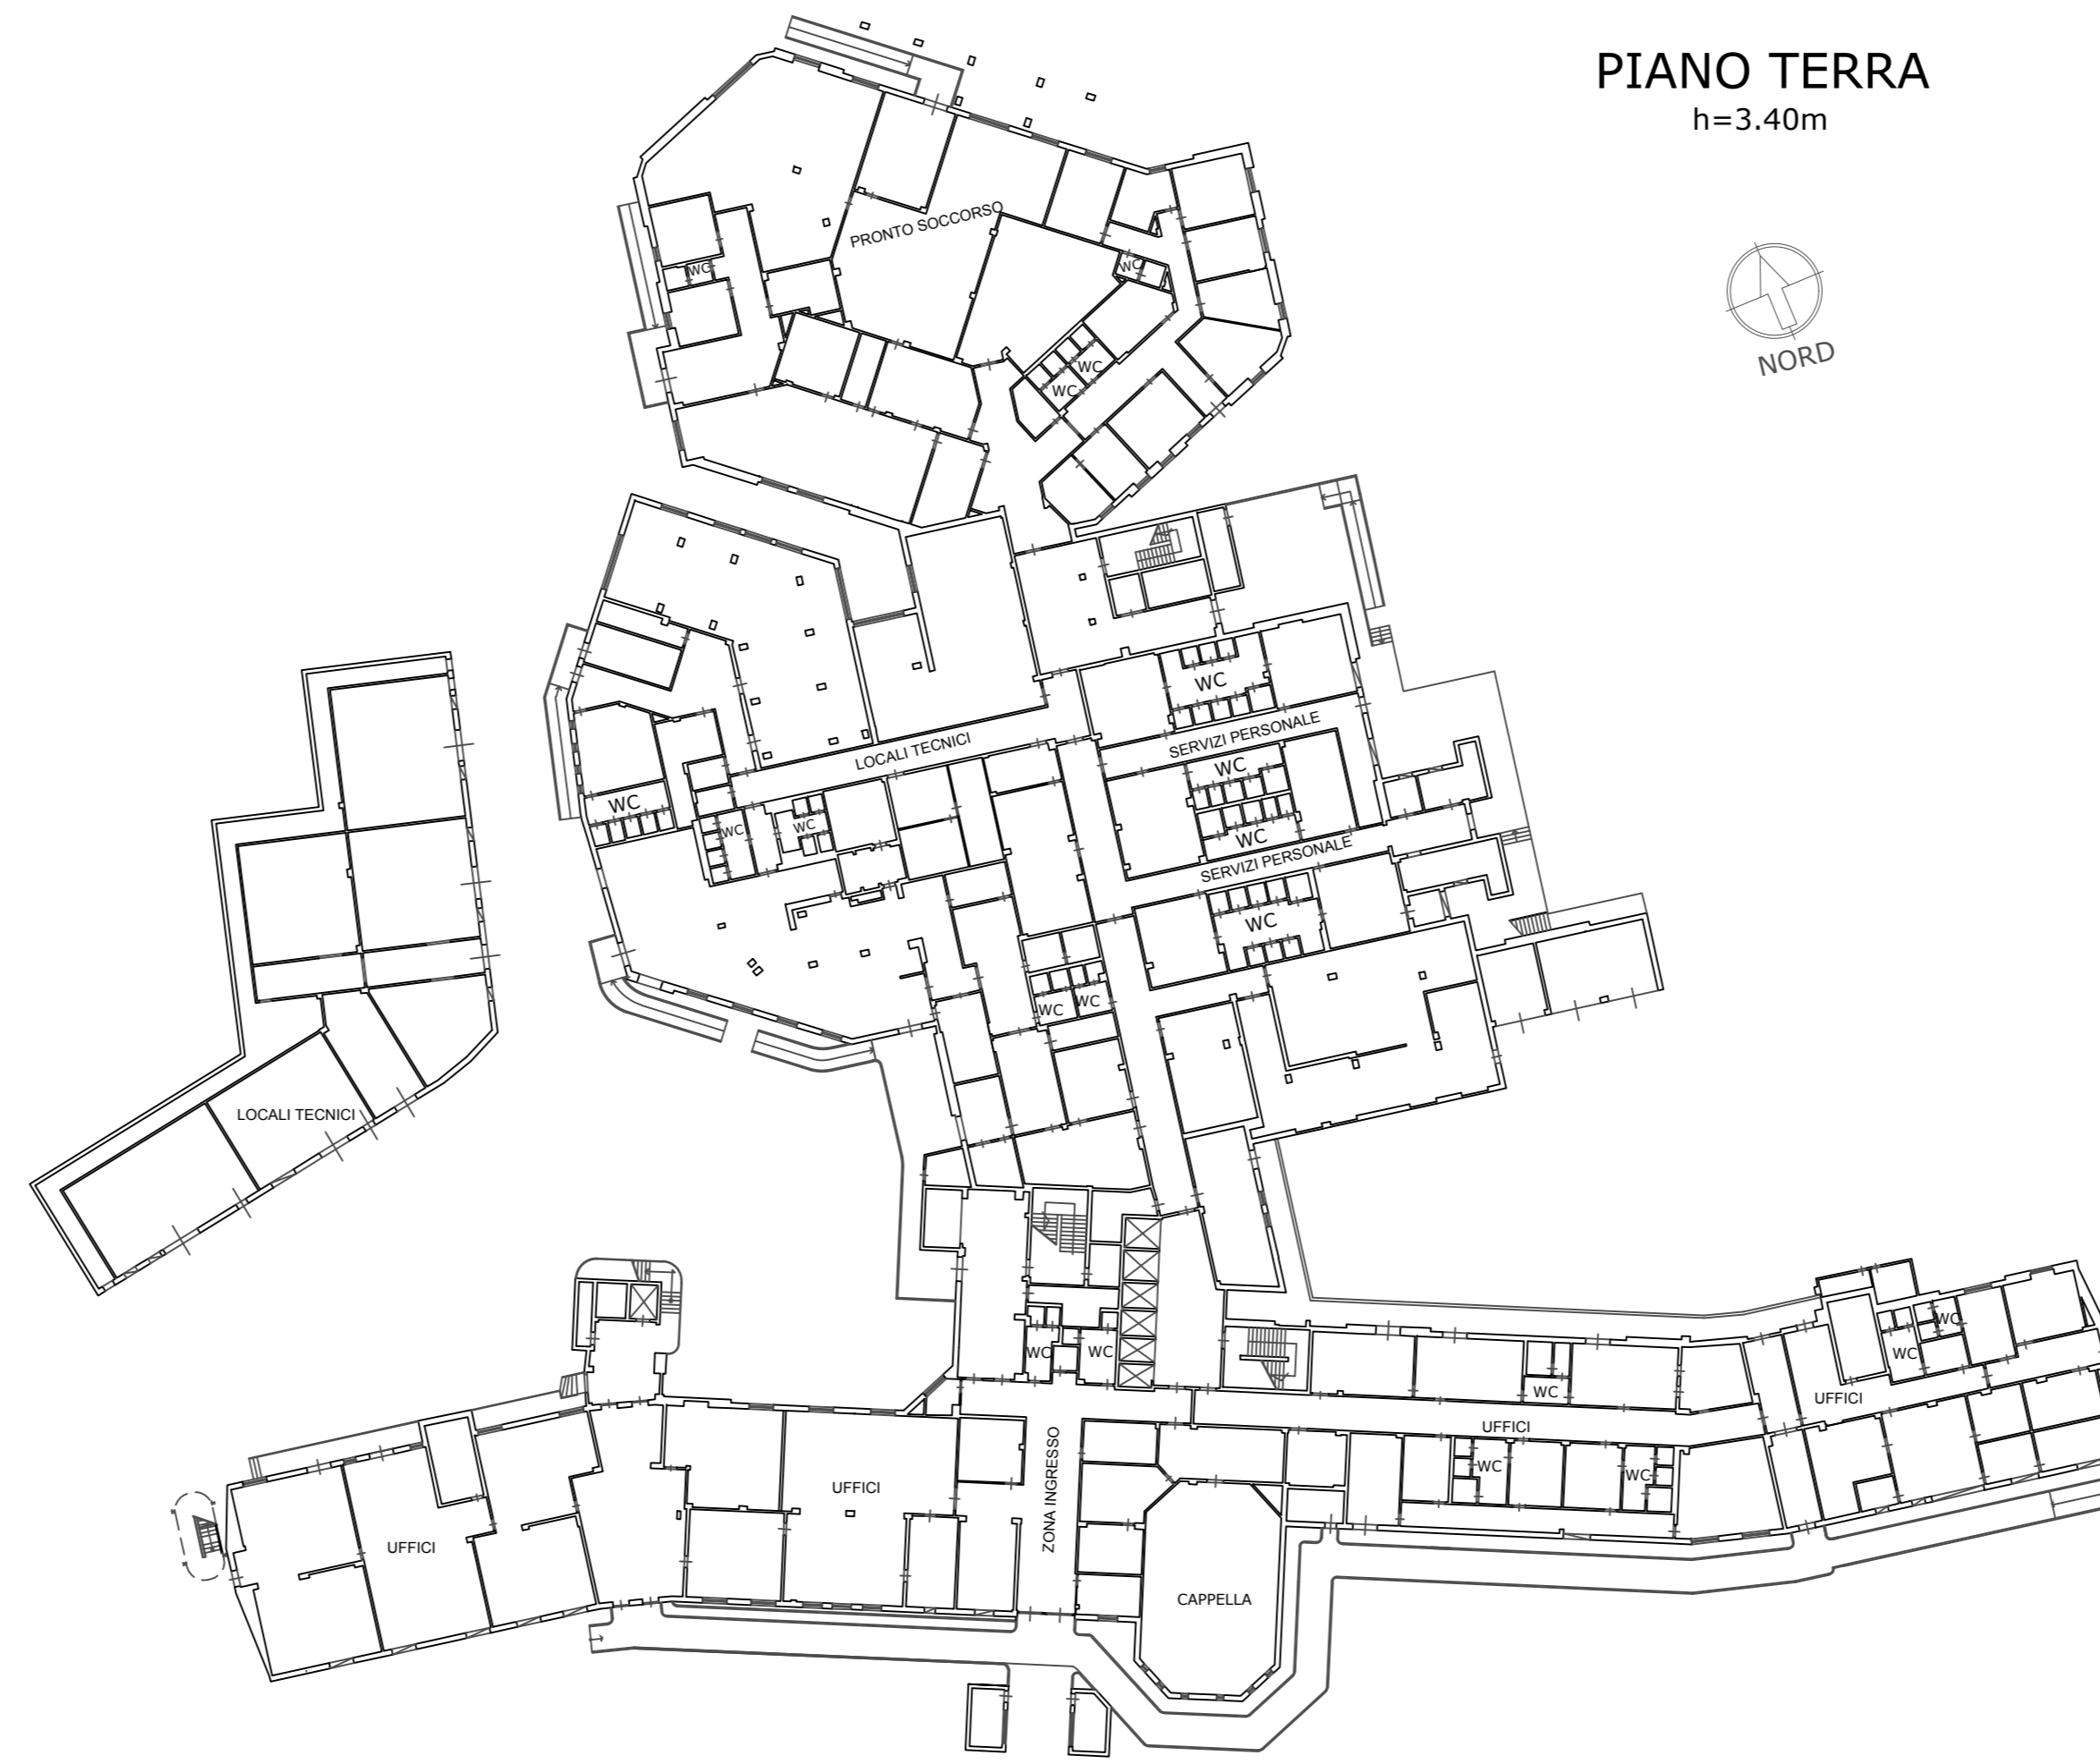 PIANO TERRA
h=3.40m
PRONTO SOCCORSO
WC
WC
NORD
WC
WC
WC
SERVIZI PERSONALE
LOCALI TECNICI
WC
WC
WC
WC
WC
SERVIZI PERSONALE
WC
WC
WC
LOCALI TECNICI
WC
WC
WC
WC
WC
UFFICI
UFFICI
ZONA INGRESSO
WC
WC
UFFICI
UFFICI
CAPPELLA